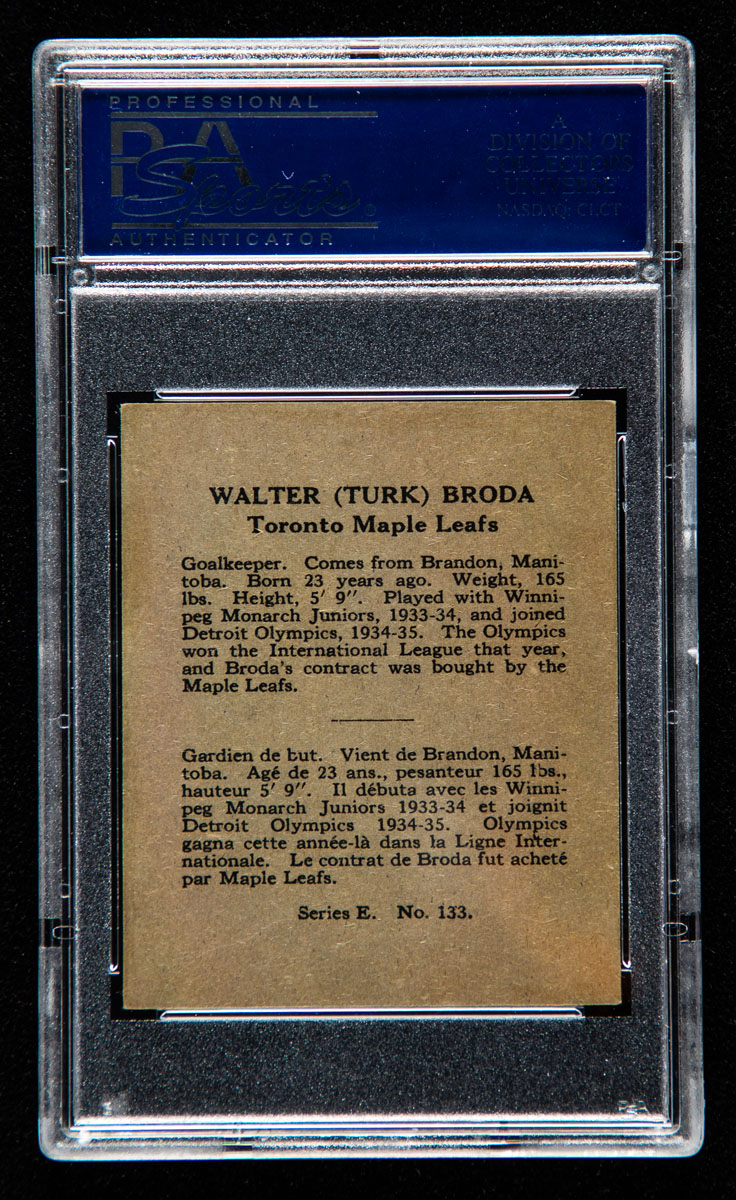 PROFESSIONAL
PSA
Sports
AUTHENTICATOR
A
DIVISION OF
COLLECTORS
UNIVERSE
NASDAQ: CLCT
WALTER (TURK) BRODA
Toronto Maple Leafs
Goalkeeper. Comes from Brandon, Mani-
toba. Born 23 years ago. Weight, 165
lbs. Height, 5′ 9″. Played with Winni-
peg Monarch Juniors, 1933-34, and joined
Detroit Olympics, 1934-35. The Olympics
won the International League that year,
and Broda's contract was bought by the
Maple Leafs.
Gardien de but. Vient de Brandon, Mani-
toba. Agé de 23 ans., pesanteur 165 lbs.,
hauteur 5′ 9″. Il débuta avec les Winni-
peg Monarch Juniors 1933-34 et joignit
Detroit Olympics 1934-35. Olympics
gagna cette année-là dans la Ligne Inter-
nationale. Le contrat de Broda fut acheté
par Maple Leafs.
Series E. No. 133.